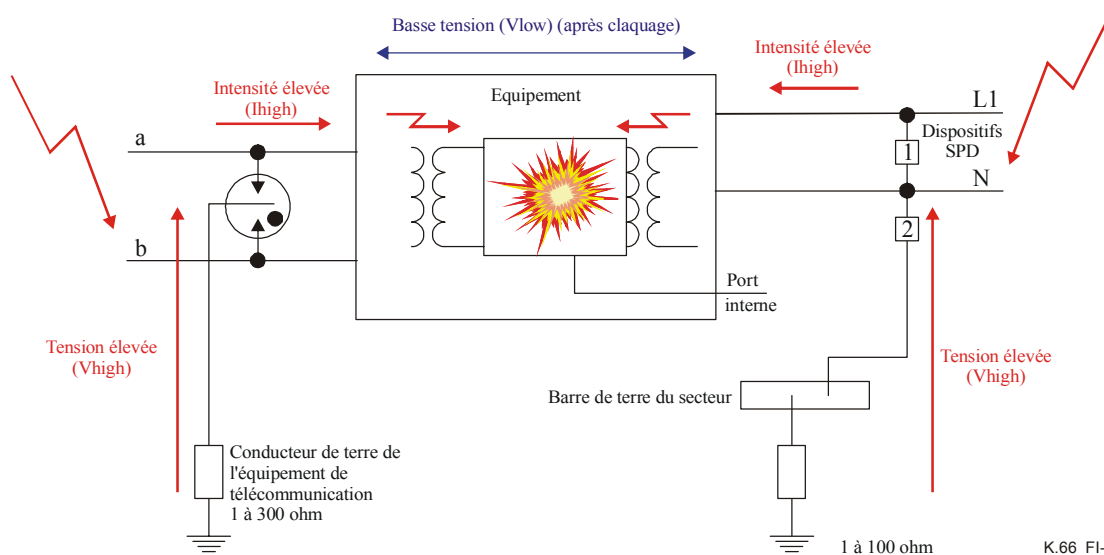 Basse tension (Vlow) (après claquage)
Intensité élevée
(Ihigh)
Intensité élevée
(Ihigh)
Equipement
L1
a
Dispositifs
SPD
1
N
b
2
Port
interne
Tension élevée
(Vhigh)
Tension élevée
(Vhigh)
Barre de terre du secteur
Conducteur de terre de
l'équipement de
télécommunication
1 à 300 ohm
1 à 100 ohm
K.66_FI-